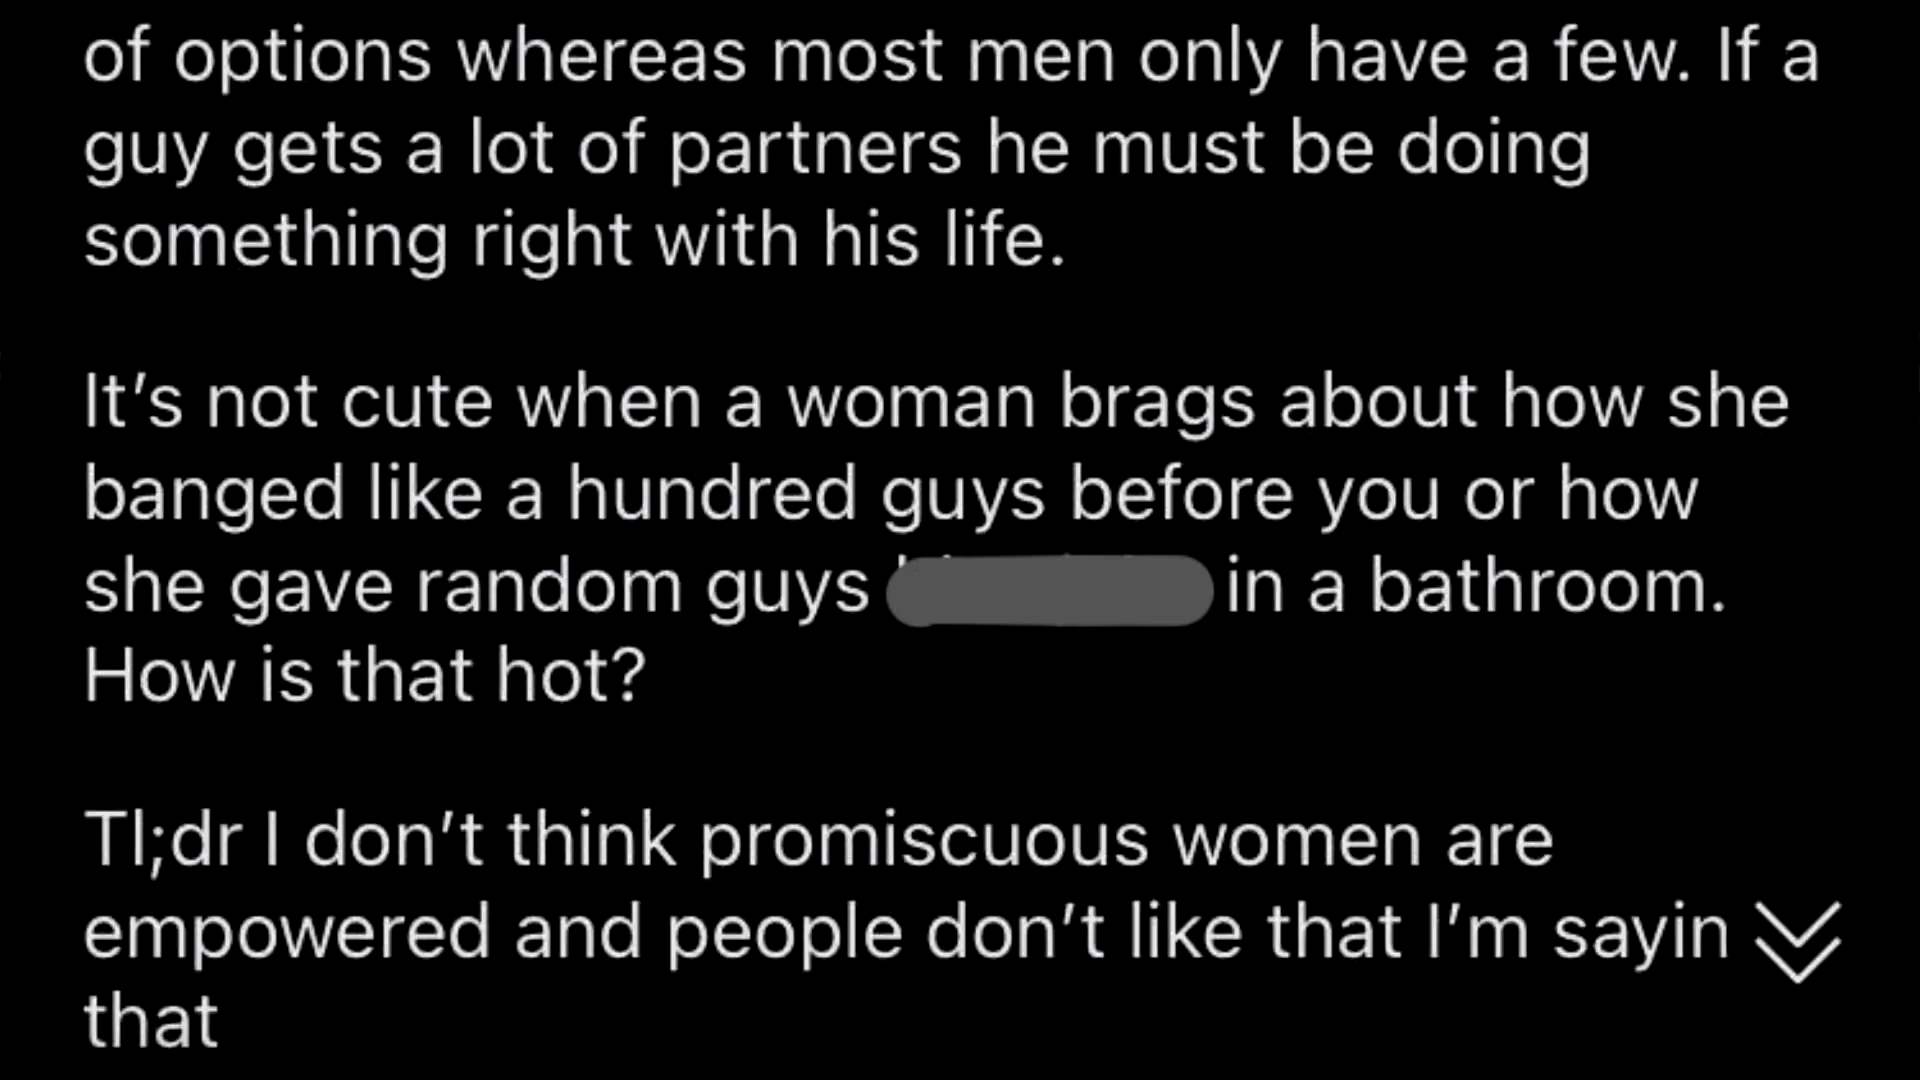 of options whereas most men only have a few. If a
guy gets a lot of partners he must be doing
something right with his life.
It’s not cute when a woman brags about how she
banged like a hundred guys before you or how
she gave random guys in a bathroom.
How is that hot?
Tl;dr I don’t think promiscuous women are
empowered and people don’t like that I’m sayin
that